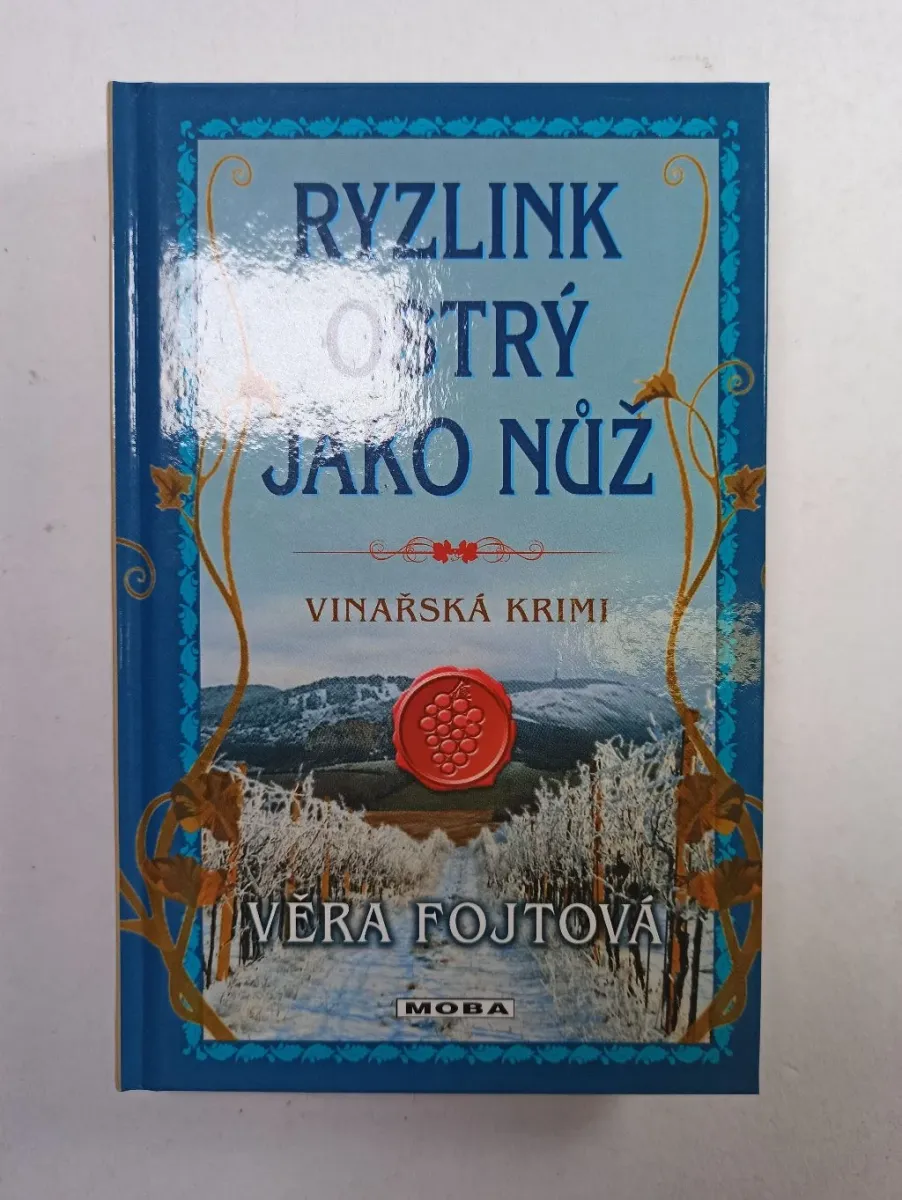 RYZLINK
OSTRÝ
JAKO NŮŽ
VINAŘSKÁ KRIMI
VĚRA FOJTOVÁ
MOBA